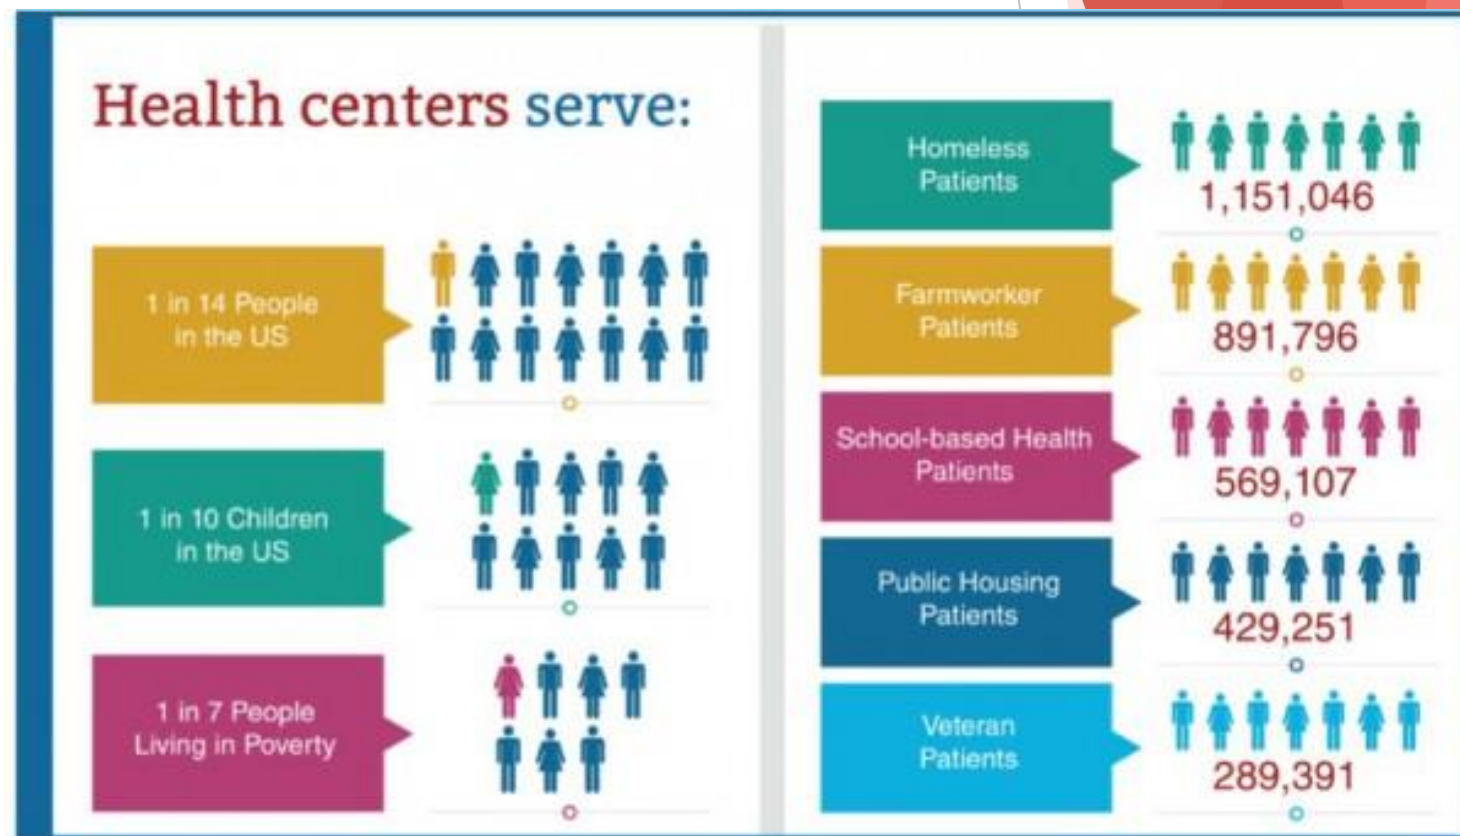 Health centers serve:
1 in 14 People
in the US
1 in 10 Children
in the US
1 in 7 People
Living in Poverty
Homeless
Patients
1,151,046
Farmworker
Patients
891,796
School-based Health
Patients
569,107
Public Housing
Patients
429,251
Veteran
Patients
289,391